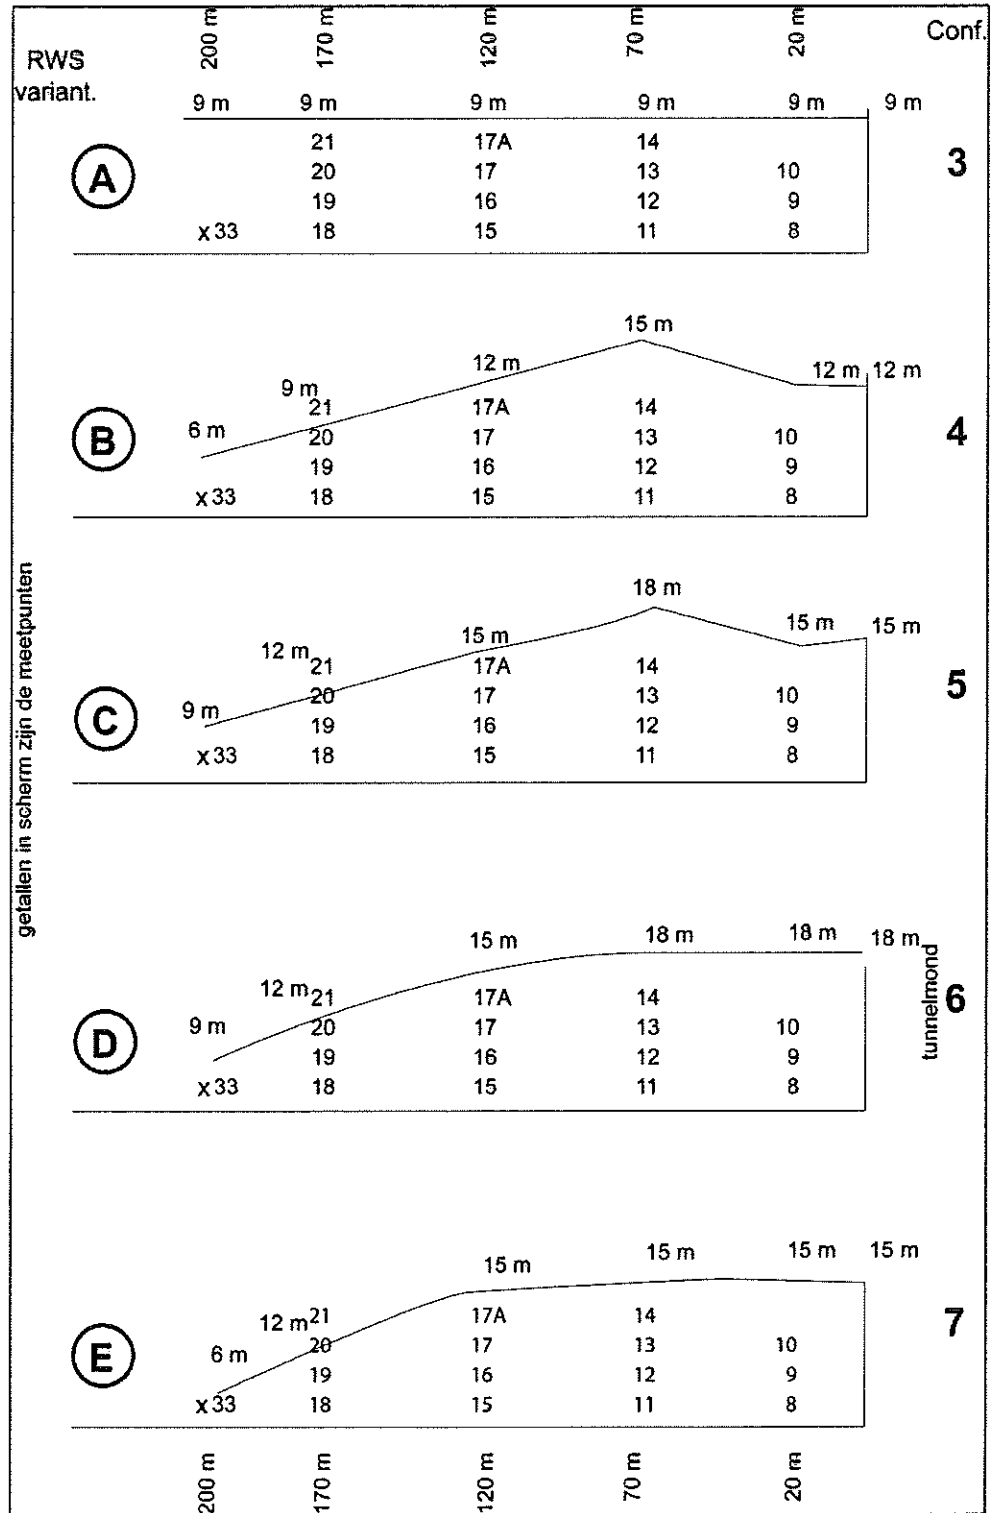 200 m 170 m 120 m 70 m 20 m Conf.
RWS
variant.
9 m 9 m 9 m 9 m 9 m 9 m
21 17A 14
A 20 17 13 10 3
19 16 12 9
x 33 18 15 11 8
15 m
12 m 12 m 12 m
9 m
21 17A 14
6 m
B 20 17 13 10 4
19 16 12 9
x 33 18 15 11 8
getallen in scherm zijn de meetpunten
18 m
15 m 15 m 15 m
12 m 21 17A 14
20 17 13 10 5
9 m
C 19 16 12 9
x 33 18 15 11 8
15 m 18 m 18 m 18 m
tunnelmond
12 m 21 17A 14 6
9 m 20 17 13 10
D 19 16 12 9
x 33 18 15 11 8
15 m 15 m 15 m 15 m
12 m 21 17A 14 7
6 m 20 17 13 10
E 19 16 12 9
x 33 18 15 11 8
200 m 170 m 120 m 70 m 20 m